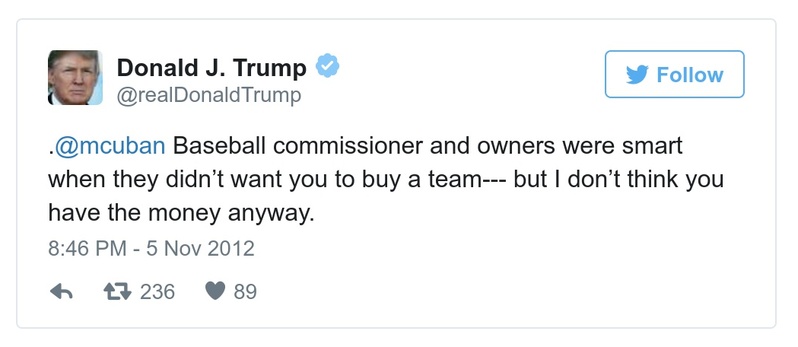 Donald J. Trump
@realDonaldTrump
Follow
.@mcuban Baseball commissioner and owners were smart
when they didn’t want you to buy a team--- but I don’t think you
have the money anyway.
8:46 PM - 5 Nov 2012
236 89